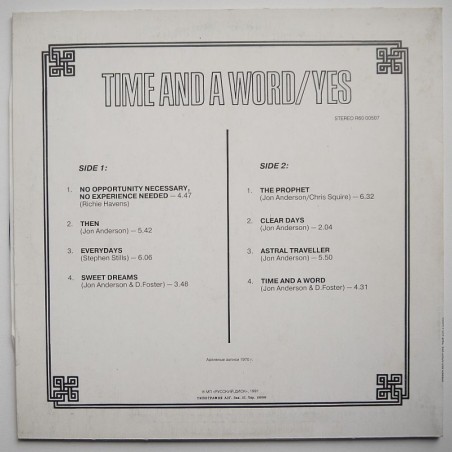 TIME AND A WORD/YES
STEREO R60 00607
SIDE 1:
1. NO OPPORTUNITY NECESSARY,
NO EXPERIENCE NEEDED — 4.47
(Richie Havens)
2. THEN
(Jon Anderson) — 5.42
3. EVERYDAYS
(Stephen Stills) — 6.06
4. SWEET DREAMS
(Jon Anderson & D.Foster) — 3.48
SIDE 2:
1. THE PROPHET
(Jon Anderson/Chris Squire) — 6.32
2. CLEAR DAYS
(Jon Anderson) — 2.04
3. ASTRAL TRAVELLER
(Jon Anderson) — 5.50
4. TIME AND A WORD
(Jon Anderson & D.Foster) — 4.31